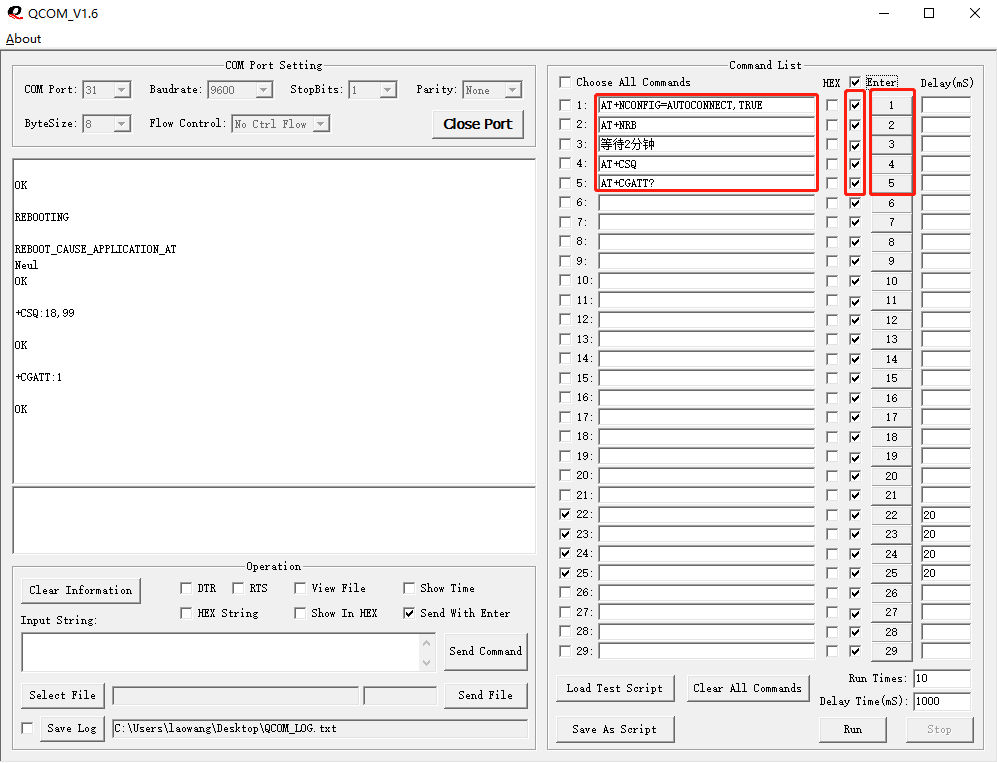 QCOM_V1.6
About
COM Port Setting
COM Port: 31 Baudrate: 9600 StopBits: 1 Parity: None
ByteSize: 8 Flow Control: No Ctrl Flow Close Port
OK
REBOOTING
REBOOT_CAUSE_APPLICATION_AT
Neul
OK
+CSQ:18,99
OK
+CGATT:1
OK
Operation
Clear Information DTR RTS View File Show Time
HEX String Show In HEX Send With Enter
Input String:
Send Command
Select File Send File
Save Log C:\Users\laowang\Desktop\QCOM_LOG.txt
Command List
Choose All Commands HEX Enter Delay(mS)
1: AT+NCONFIG=AUTOCONNECT,TRUE 1
2: AT+NRB 2
3: 等待2分钟 3
4: AT+CSQ 4
5: AT+CGATT? 5
6: 6
7: 7
8: 8
9: 9
10: 10
11: 11
12: 12
13: 13
14: 14
15: 15
16: 16
17: 17
18: 18
19: 19
20: 20
21: 21
22: 22 20
23: 23 20
24: 24 20
25: 25 20
26: 26
27: 27
28: 28
29: 29
Run Times: 10
Load Test Script Clear All Commands Delay Time(mS): 1000
Save As Script Run Stop